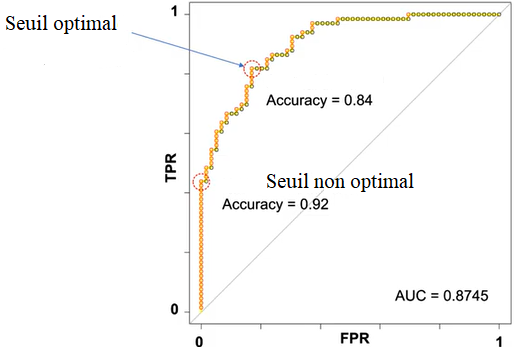 Seuil optimal
1
Accuracy = 0.84
TPR
Seuil non optimal
Accuracy = 0.92
AUC = 0.8745
0
0
FPR
1